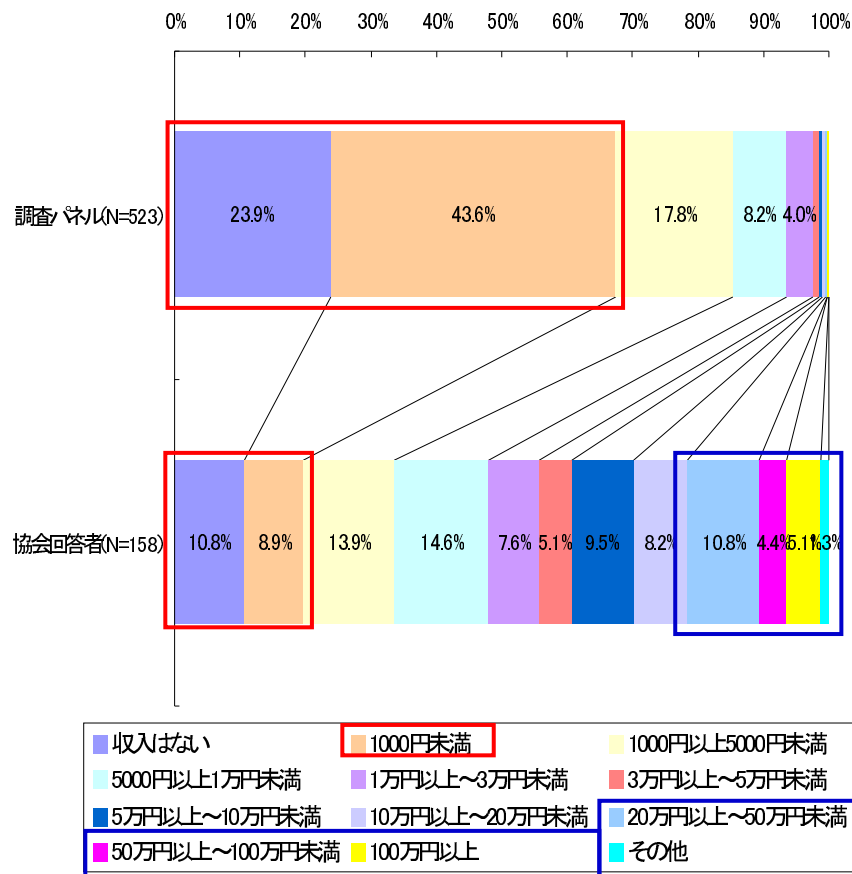 0% 10% 20% 30% 40% 50% 60% 70% 80% 90% 100%
調査パネル(N=523) 23.9% 43.6% 17.8% 8.2% 4.0%
協会回答者(N=158) 10.8% 8.9% 13.9% 14.6% 7.6% 5.1% 9.5% 8.2% 10.8% 4.4% 5.1% 1.3%
収入はない 1000円未満 1000円以上5000円未満
5000円以上1万円未満 1万円以上～3万円未満 3万円以上～5万円未満
5万円以上～10万円未満 10万円以上～20万円未満 20万円以上～50万円未満
50万円以上～100万円未満 100万円以上 その他